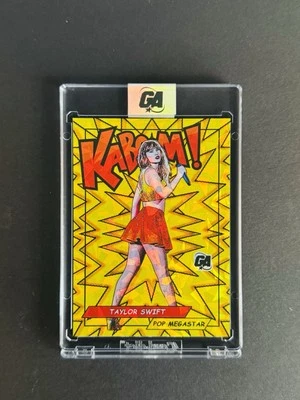 GA
KABOOM!
GA
TAYLOR SWIFT
POP MEGASTAR